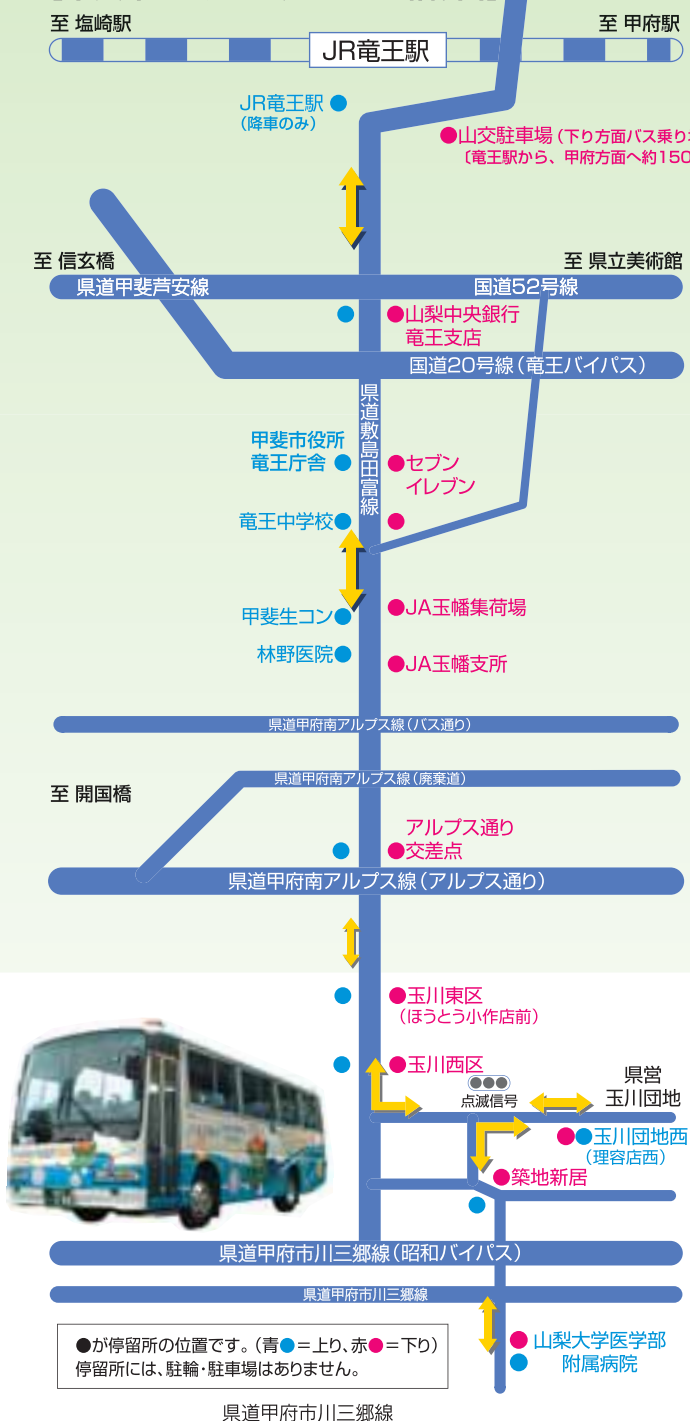 至 塩崎駅
至 甲府駅
JR竜王駅
JR竜王駅
(降車のみ)
山交駐車場(下り方面バス乗り
〔竜王駅から、甲府方面へ約150
至 信玄橋
至 県立美術館
県道甲斐芦安線
国道52号線
山梨中央銀行
竜王支店
国道20号線(竜王バイパス)
県道敷島田富線
甲斐市役所
竜王庁舎
セブン
イレブン
竜王中学校
JA玉幡集荷場
甲斐生コン
林野医院
JA玉幡支所
県道甲府南アルプス線(バス通り)
県道甲府南アルプス線(廃棄道)
至 開国橋
アルプス通り
交差点
県道甲府南アルプス線(アルプス通り)
玉川東区
(ほうとう小作店前)
玉川西区
点滅信号
県営
玉川団地
玉川団地西
(理容店西)
築地新居
県道甲府市川三郷線(昭和バイパス)
県道甲府市川三郷線
●が停留所の位置です。(青●=上り、赤●=下り)
停留所には、駐輪・駐車場はありません。
山梨大学医学部
附属病院
県道甲府市川三郷線